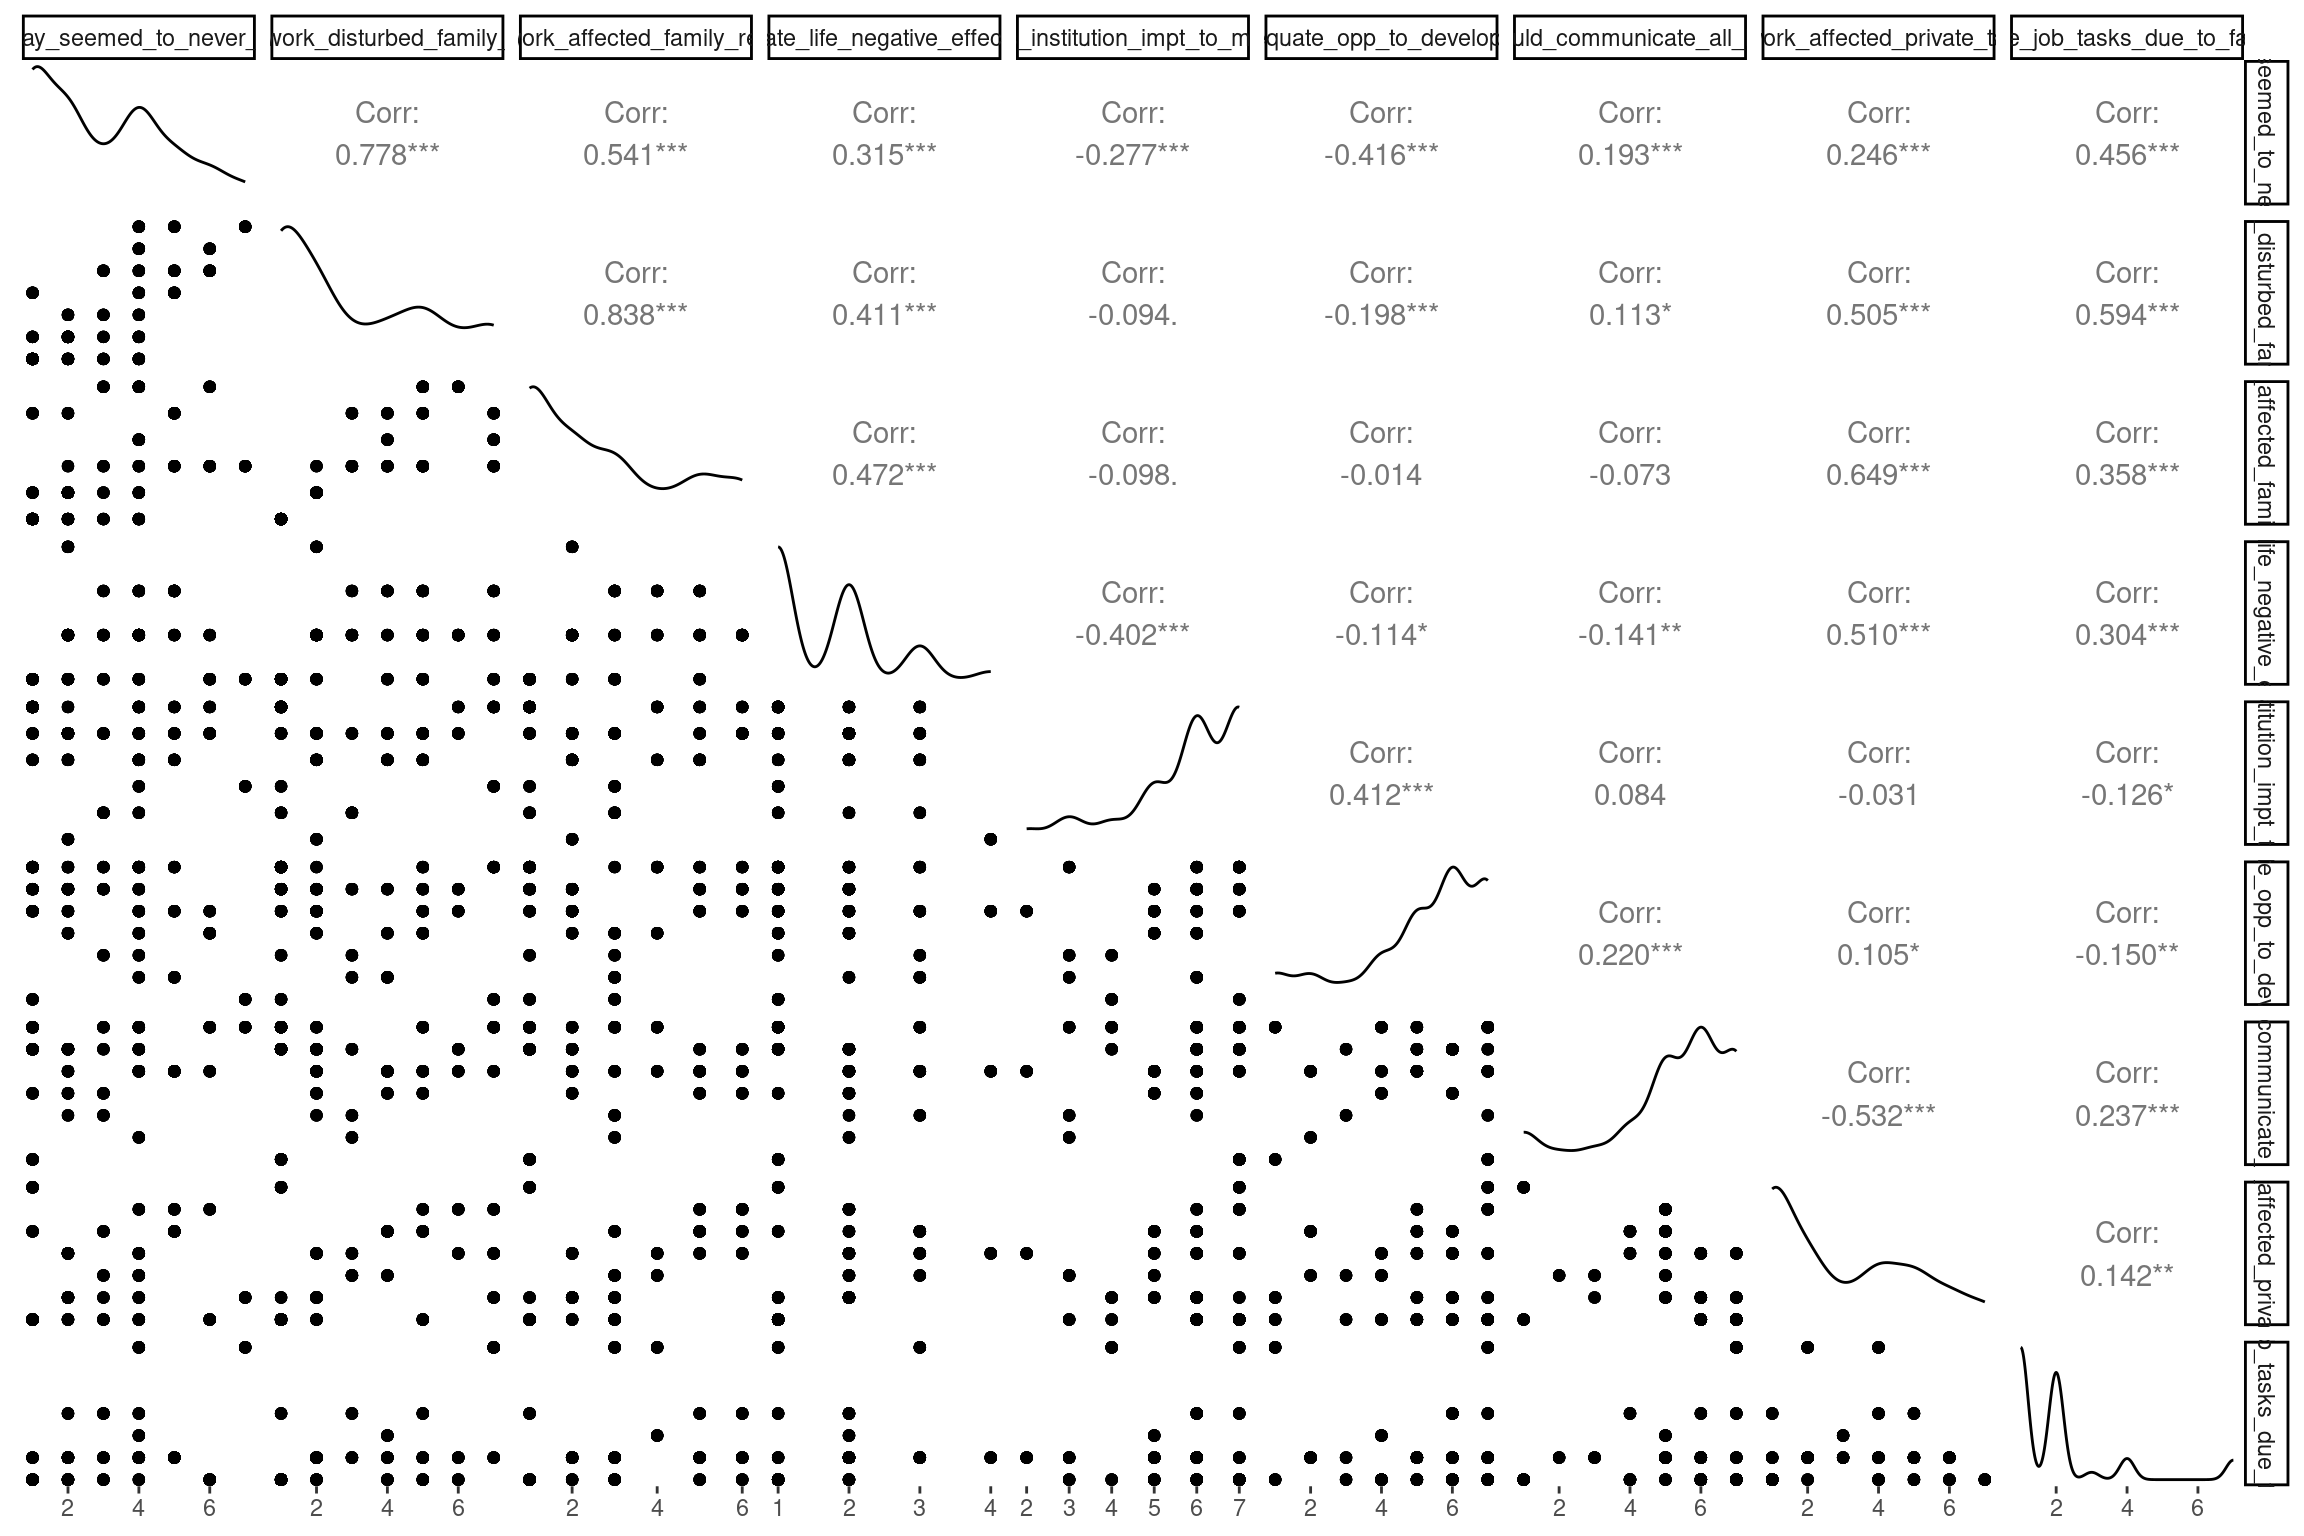 ay_seemed_to_never_
work_disturbed_family_
ork_affected_family_re
ate_life_negative_effec
_institution_impt_to_m
quate_opp_to_develop
uld_communicate_all_
ork_affected_private_t
e_job_tasks_due_to_fa
Corr: Corr: Corr: Corr: Corr: Corr: Corr: Corr:
0.778*** 0.541*** 0.315*** -0.277*** -0.416*** 0.193*** 0.246*** 0.456***
seemed_to_ne
Corr: Corr: Corr: Corr: Corr: Corr: Corr:
0.838*** 0.411*** -0.094. -0.198*** 0.113* 0.505*** 0.594***
_disturbed_fa
Corr: Corr: Corr: Corr: Corr: Corr:
0.472*** -0.098. -0.014 -0.073 0.649*** 0.358***
affected_fami
Corr: Corr: Corr: Corr: Corr:
-0.402*** -0.114* -0.141** 0.510*** 0.304***
ife_negative_e
Corr: Corr: Corr: Corr:
0.412*** 0.084 -0.031 -0.126*
titution_impt_t
Corr: Corr: Corr:
0.220*** 0.105* -0.150**
e_opp_to_dev
Corr: Corr:
-0.532*** 0.237***
communicate_
Corr:
0.142**
affected_priva
_tasks_due_
2 4 6 2 4 6 2 4 6 1 2 3 4 2 3 4 5 6 7 2 4 6 2 4 6 2 4 6 2 4 6